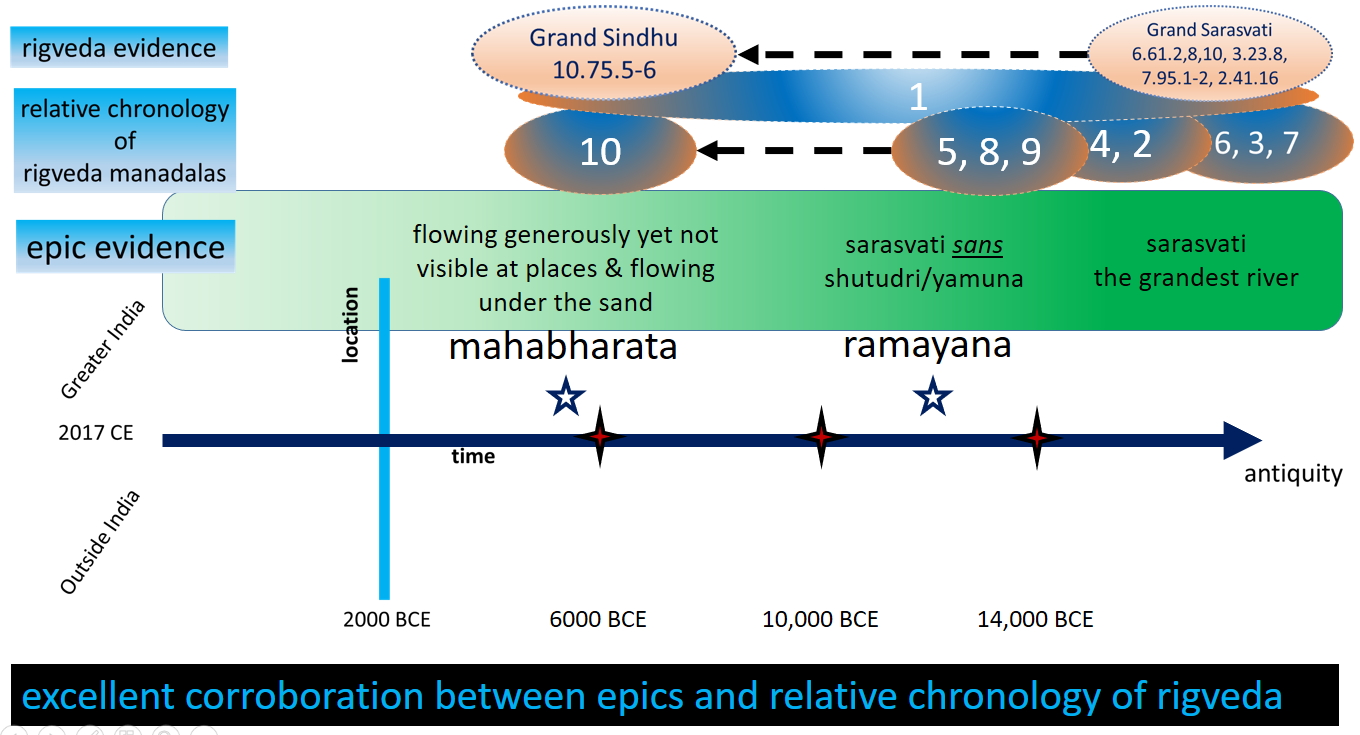 rigveda evidence
Grand Sindhu
10.75.5-6
Grand Sarasvati
6.61.2,8,10, 3.23.8,
7.95.1-2, 2.41.16
relative chronology
of
rigveda manadalas
1
10
5, 8, 9
4, 2
6, 3, 7
epic evidence
flowing generously yet not
visible at places & flowing
under the sand
sarasvati sans
shutudri/yamuna
sarasvati
the grandest river
Greater India
location
mahabharata
ramayana
2017 CE
time
antiquity
Outside India
2000 BCE
6000 BCE
10,000 BCE
14,000 BCE
excellent corroboration between epics and relative chronology of rigveda